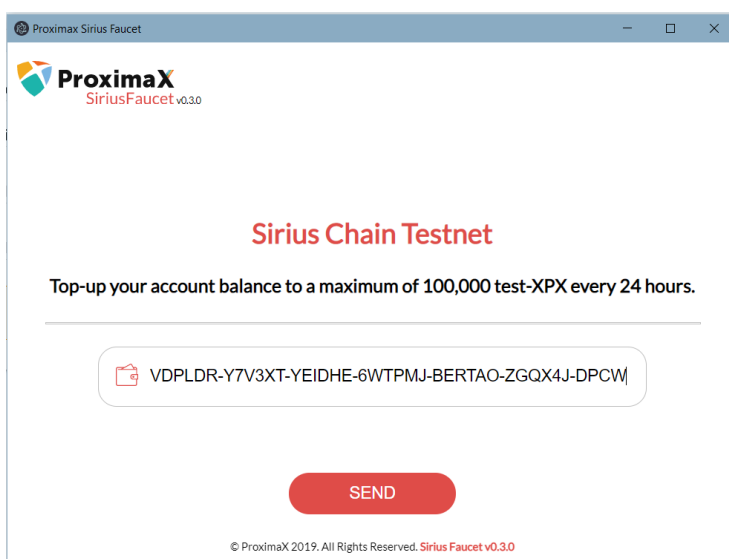 Proximax Sirius Faucet
ProximaX
SiriusFaucet v0.3.0
Sirius Chain Testnet
Top-up your account balance to a maximum of 100,000 test-XPX every 24 hours.
VDPLDR-Y7V3XT-YEIDHE-6WTPMJ-BERTAO-ZGQX4J-DPCW
SEND
© ProximaX 2019. All Rights Reserved. Sirius Faucet v0.3.0